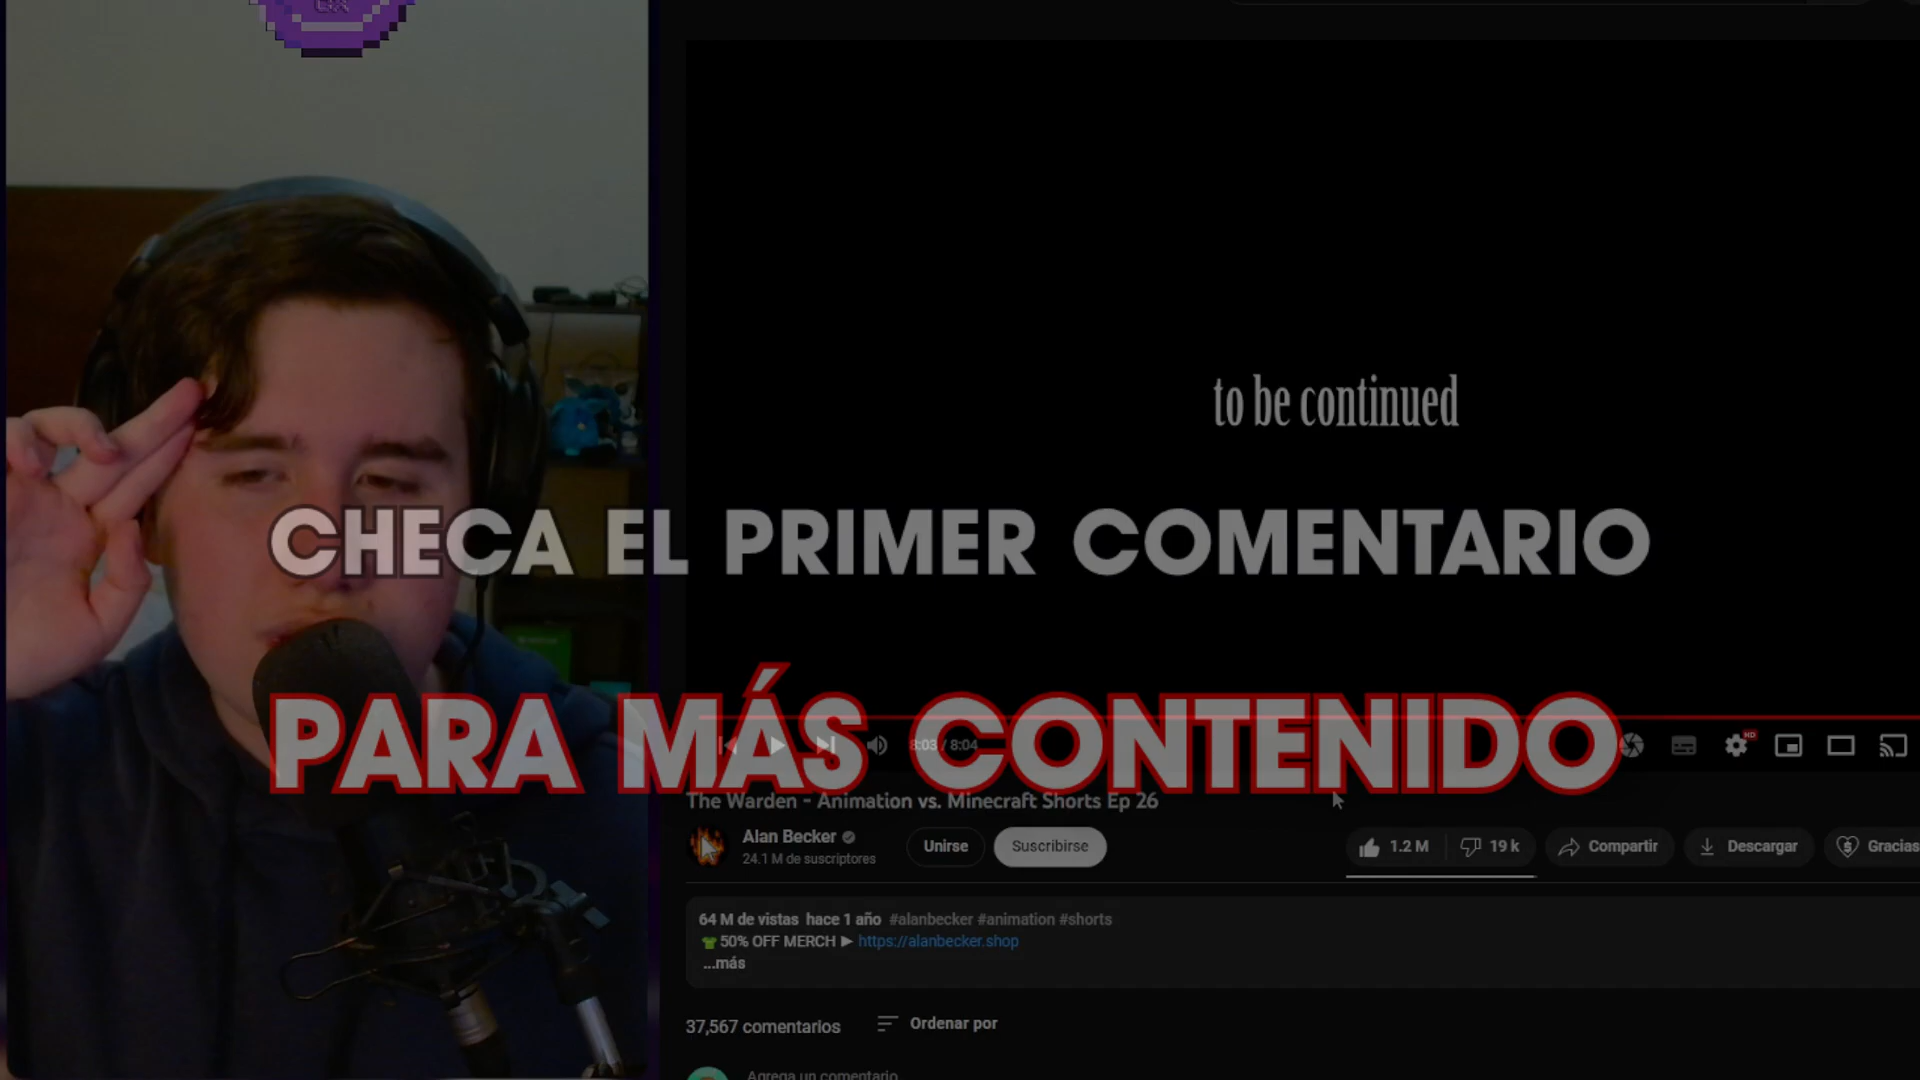 GX
to be continued
CHECA EL PRIMER COMENTARIO
PARA MÁS CONTENIDO
8:03 / 8:04
HD
The Warden - Animation vs. Minecraft Shorts Ep 26
Alan Becker
24.1 M de suscriptores
Unirse
Suscribirse
1.2 M
19 k
Compartir
Descargar
Gracias
64 M de vistas hace 1 año #alanbecker #animation #shorts
50% OFF MERCH ► https://alanbecker.shop
...más
37,567 comentarios
Ordenar por
Agrega un comentario